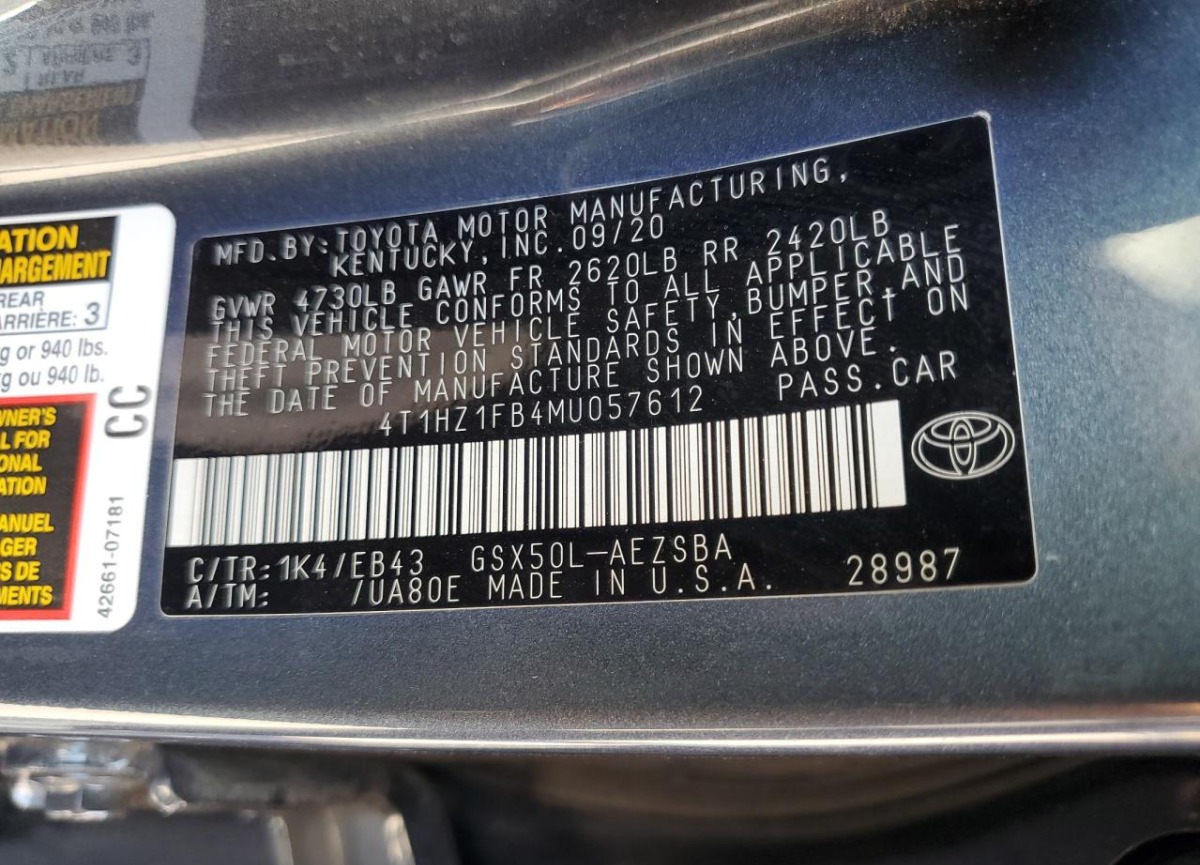 MFD.BY:TOYOTA MOTOR MANUFACTURING,
KENTUCKY,INC.09/20
GVWR 4730LB GAWR FR 2620LB RR 2420LB
THIS VEHICLE CONFORMS TO ALL APPLICABLE
FEDERAL MOTOR VEHICLE SAFETY,BUMPER,AND
THEFT PREVENTION STANDARDS IN EFFECT ON
THE DATE OF MANUFACTURE SHOWN ABOVE.
4T1HZ1FB4MU057612 PASS.CAR
C/TR:1K4/EB43 GSX50L-AEZSBA
A/TM: /UA80E MADE IN U.S.A. 28987
REAR
ARRIÈRE: 3
or 940 lbs.
ou 940 lb.
CC
FOR
MANUEL
DE
42661-07181